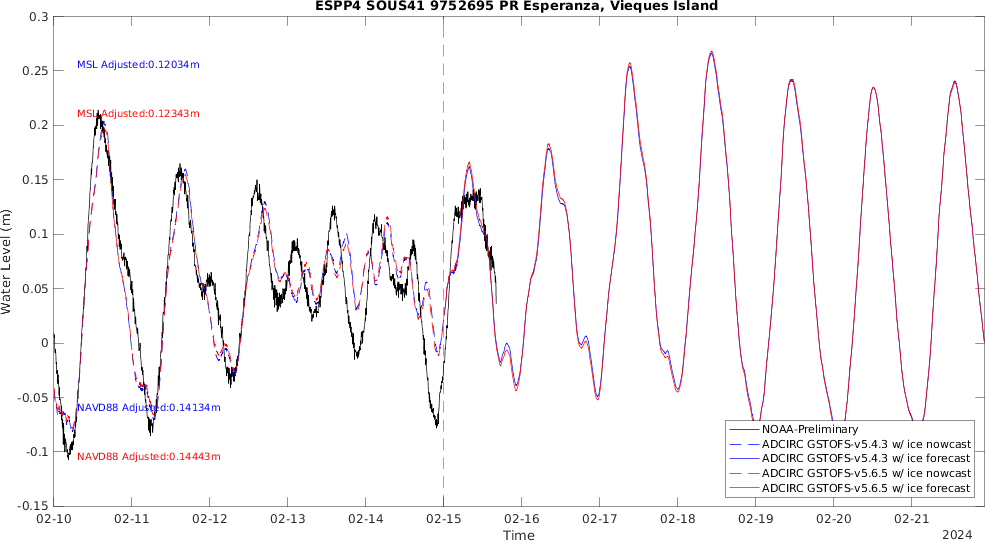 ESPP4 SOUS41 9752695 PR Esperanza, Vieques Island
0.3
0.25
0.2
0.15
0.1
0.05
0
-0.05
-0.1
-0.15
Water Level (m)
MSL Adjusted:0.12034m
MSL Adjusted:0.12343m
NAVD88 Adjusted:0.14134m
NAVD88 Adjusted:0.14443m
NOAA-Preliminary
ADCIRC GSTOFS-v5.4.3 w/ ice nowcast
ADCIRC GSTOFS-v5.4.3 w/ ice forecast
ADCIRC GSTOFS-v5.6.5 w/ ice nowcast
ADCIRC GSTOFS-v5.6.5 w/ ice forecast
02-10 02-11 02-12 02-13 02-14 02-15 02-16 02-17 02-18 02-19 02-20 02-21
Time
2024